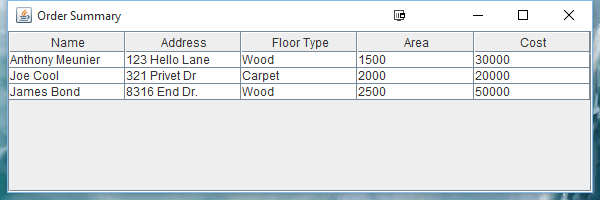 Order Summary
Name Address Floor Type Area Cost
Anthony Meunier 123 Hello Lane Wood 1500 30000
Joe Cool 321 Privet Dr Carpet 2000 20000
James Bond 8316 End Dr. Wood 2500 50000